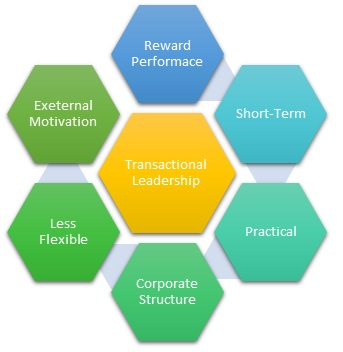 Reward
Performace
Exeternal
Motivation
Short-Term
Transactional
Leadership
Less
Flexible
Practical
Corporate
Structure